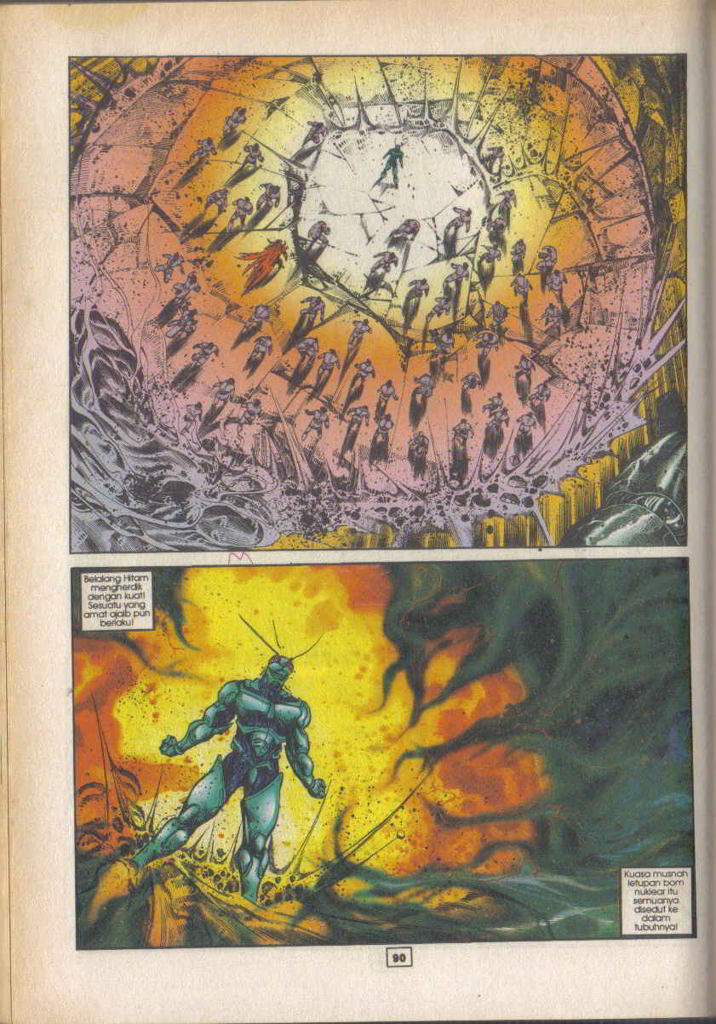 Belalang Hitam
mengherdik
dengan kuat!
Sesuatu yang
amat ajaib pun
berlaku!
Kuasa musnah
letupan bom
nuklear itu
semuanya
disedut ke
dalam
tubuhnya!
90